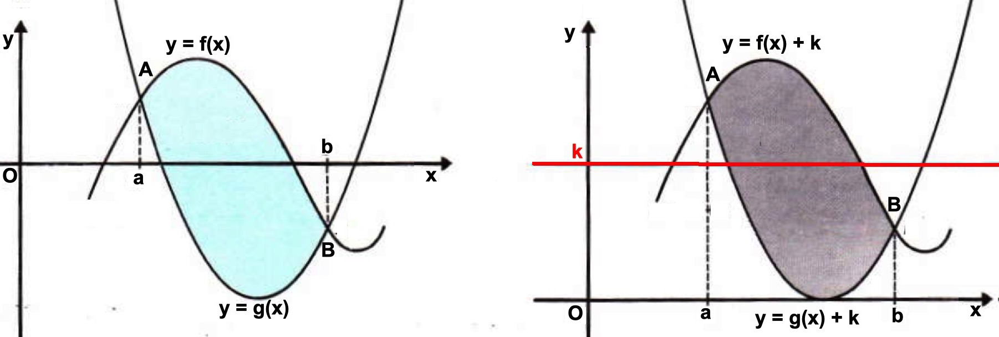 y
y = f(x)
A
b
O
a
x
B
y = g(x)
y
y = f(x) + k
A
k
B
O
a
y = g(x) + k
b
x